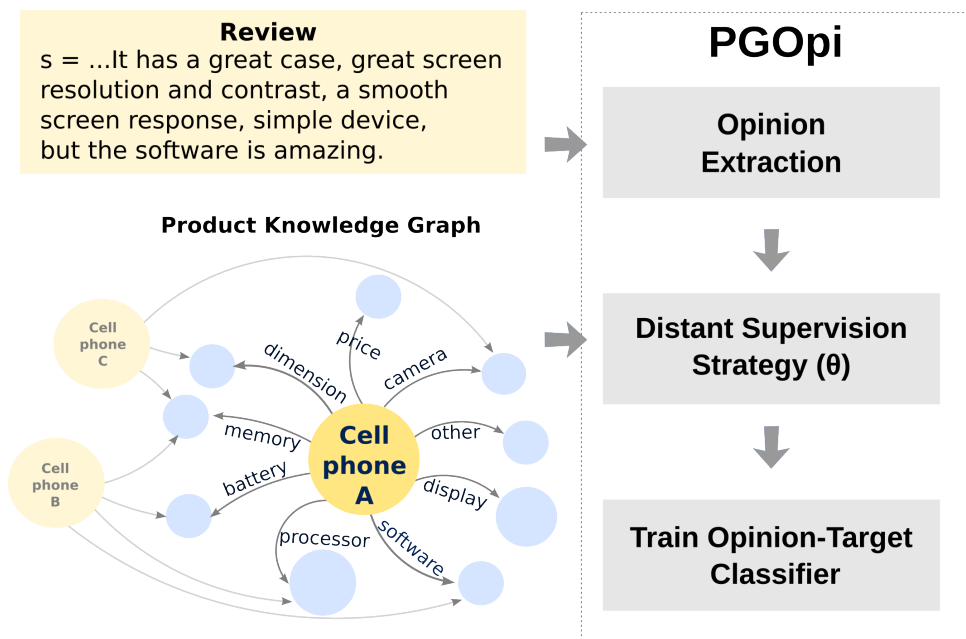 Review
s = ...It has a great case, great screen
resolution and contrast, a smooth
screen response, simple device,
but the software is amazing.
Product Knowledge Graph
Cell
phone
C
Cell
phone
B
Cell
phone
A
dimension
price
camera
memory
other
battery
display
processor
software
PGOpi
Opinion
Extraction
Distant Supervision
Strategy (θ)
Train Opinion-Target
Classifier